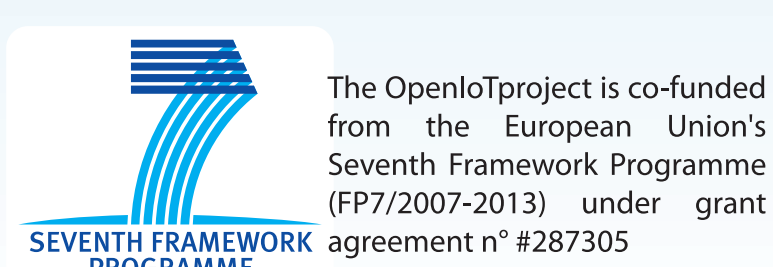 The OpenIoTproject is co-funded
from the European Union's
Seventh Framework Programme
(FP7/2007-2013) under grant
agreement n° #287305
SEVENTH FRAMEWORK
PROGRAMME